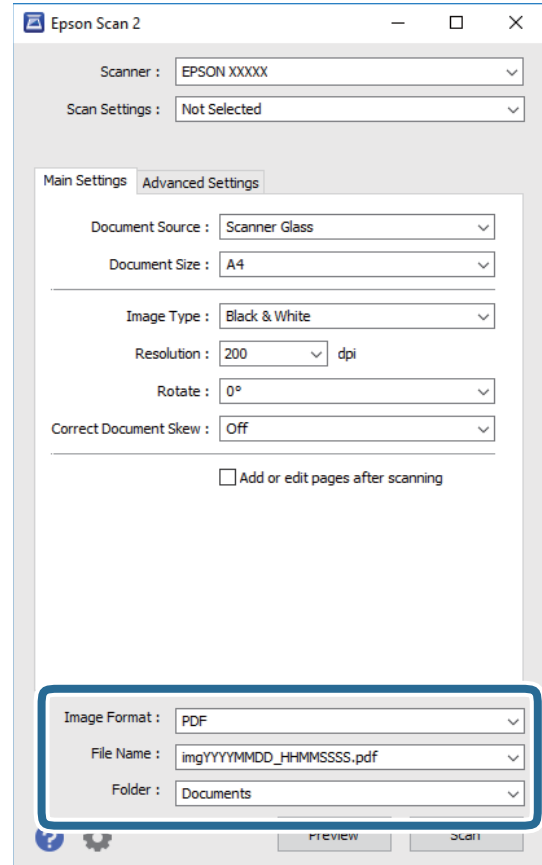 Epson Scan 2
Scanner : EPSON XXXXX
Scan Settings : Not Selected
Main Settings Advanced Settings
Document Source : Scanner Glass
Document Size : A4
Image Type : Black & White
Resolution : 200 dpi
Rotate : 0°
Correct Document Skew : Off
Add or edit pages after scanning
Image Format : PDF
File Name : imgYYYYMMDD_HHMMSSSS.pdf
Folder : Documents
? Preview Scan